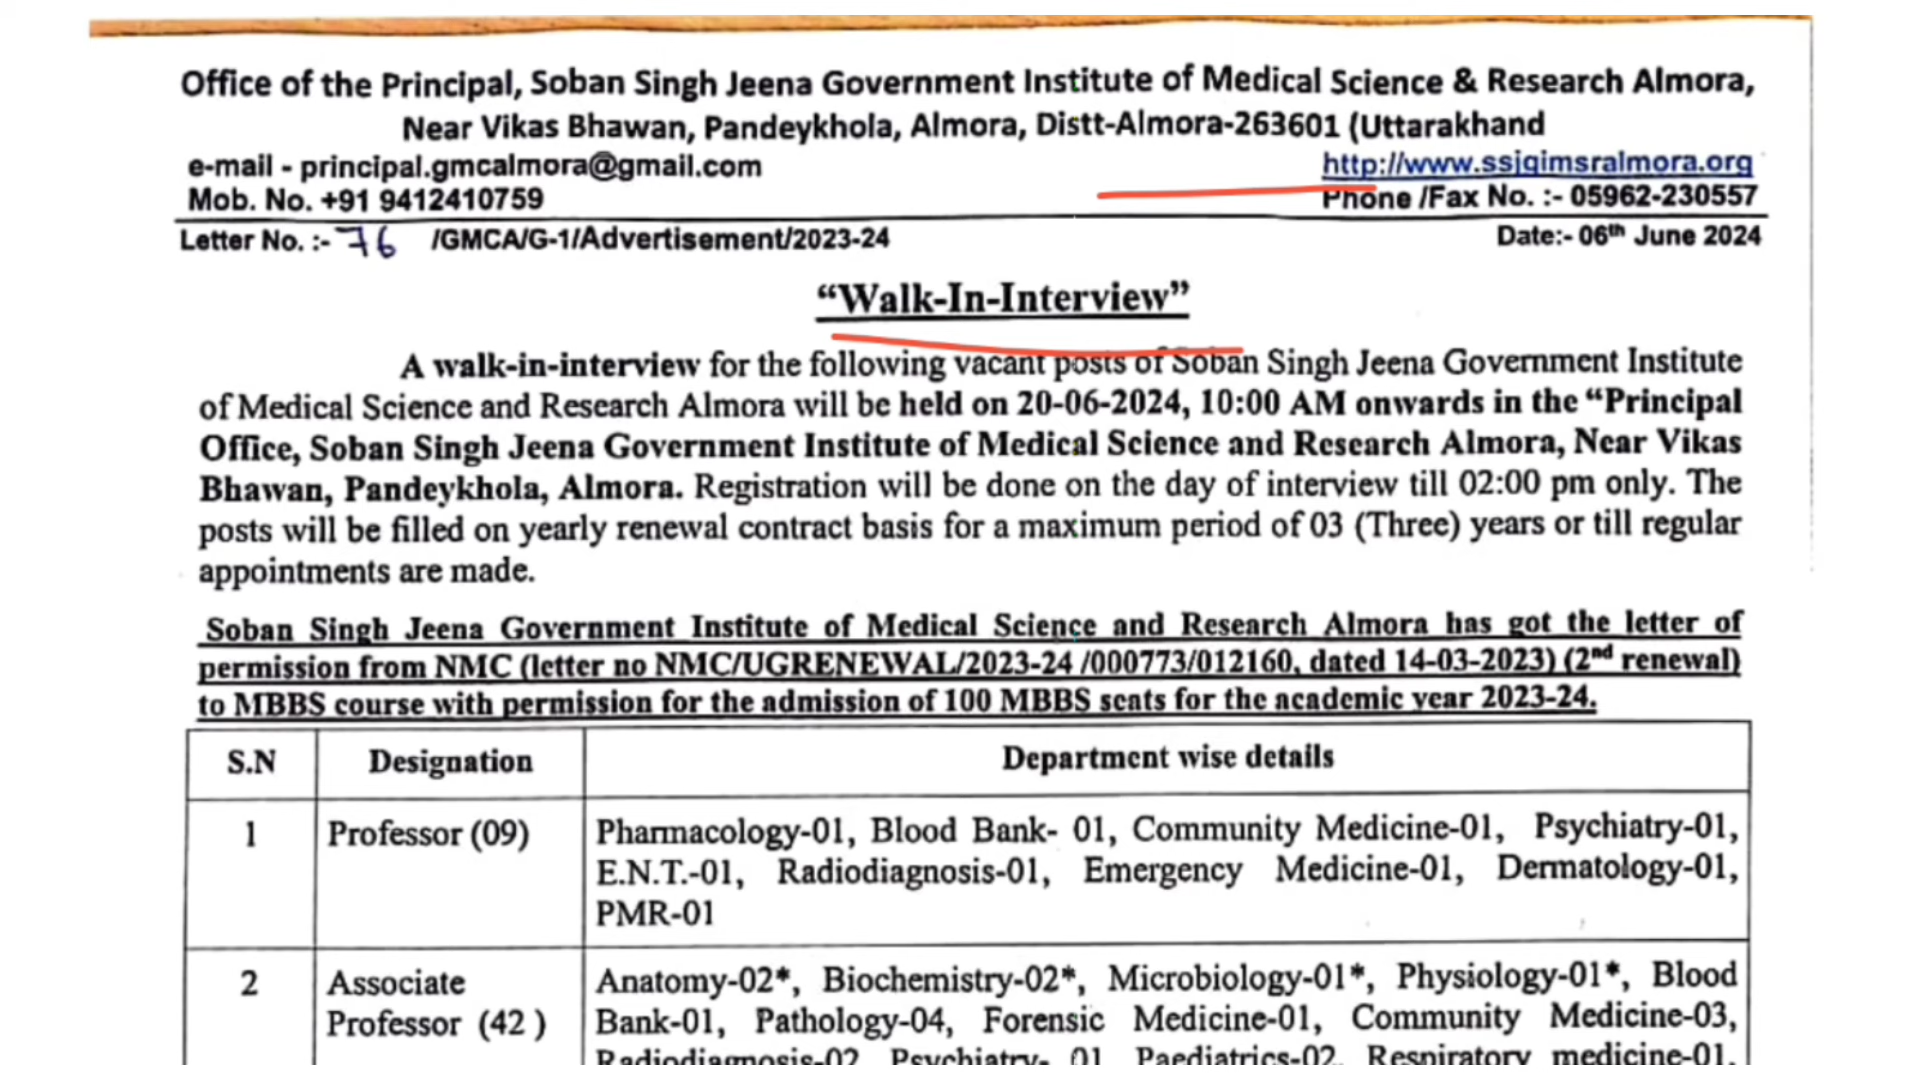 Office of the Principal, Soban Singh Jeena Government Institute of Medical Science & Research Almora,
Near Vikas Bhawan, Pandeykhola, Almora, Distt-Almora-263601 (Uttarakhand
e-mail - principal.gmcalmora@gmail.com http://www.ssjgimsralmora.org
Mob. No. +91 9412410759 Phone /Fax No. :- 05962-230557
Letter No. :- 76 /GMCA/G-1/Advertisement/2023-24 Date:- 06th June 2024
“Walk-In-Interview”
A walk-in-interview for the following vacant posts of Soban Singh Jeena Government Institute
of Medical Science and Research Almora will be held on 20-06-2024, 10:00 AM onwards in the “Principal
Office, Soban Singh Jeena Government Institute of Medical Science and Research Almora, Near Vikas
Bhawan, Pandeykhola, Almora. Registration will be done on the day of interview till 02:00 pm only. The
posts will be filled on yearly renewal contract basis for a maximum period of 03 (Three) years or till regular
appointments are made.
Soban Singh Jeena Government Institute of Medical Science and Research Almora has got the letter of
permission from NMC (letter no NMC/UGRENEWAL/2023-24 /000773/012160, dated 14-03-2023) (2nd renewal)
to MBBS course with permission for the admission of 100 MBBS seats for the academic year 2023-24.
S.N Designation Department wise details
1 Professor (09) Pharmacology-01, Blood Bank- 01, Community Medicine-01, Psychiatry-01,
E.N.T.-01, Radiodiagnosis-01, Emergency Medicine-01, Dermatology-01,
PMR-01
2 Associate Anatomy-02*, Biochemistry-02*, Microbiology-01*, Physiology-01*, Blood
Professor (42 ) Bank-01, Pathology-04, Forensic Medicine-01, Community Medicine-03,
Radiodiagnosis-02, Psychiatry- 01, Paediatrics-02, Respiratory medicine-01,